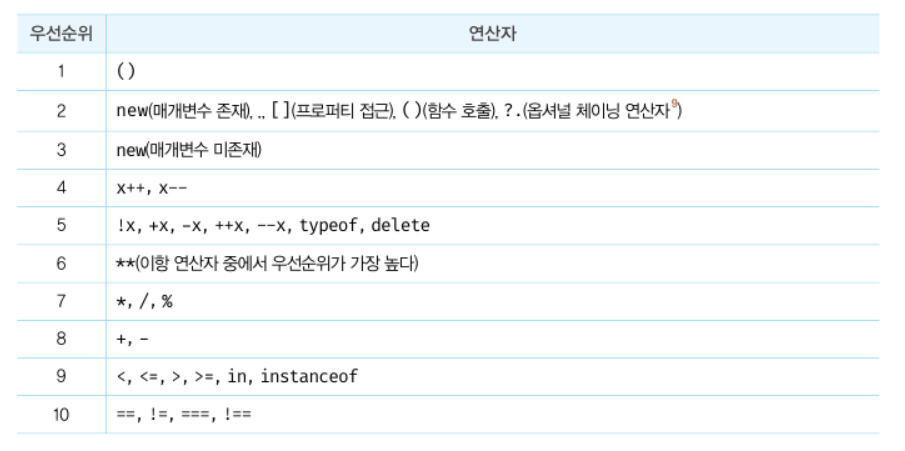 우선순위 연산자
1 ()
2 new(매개변수 존재), ., [](프로퍼티 접근), ()(함수 호출), ?.(옵셔널 체이닝 연산자9)
3 new(매개변수 미존재)
4 x++, x--
5 !x, +x, -x, ++x, --x, typeof, delete
6 **(이항 연산자 중에서 우선순위가 가장 높다)
7 *, /, %
8 +, -
9 <, <=, >, >=, in, instanceof
10 ==, !=, ===, !==